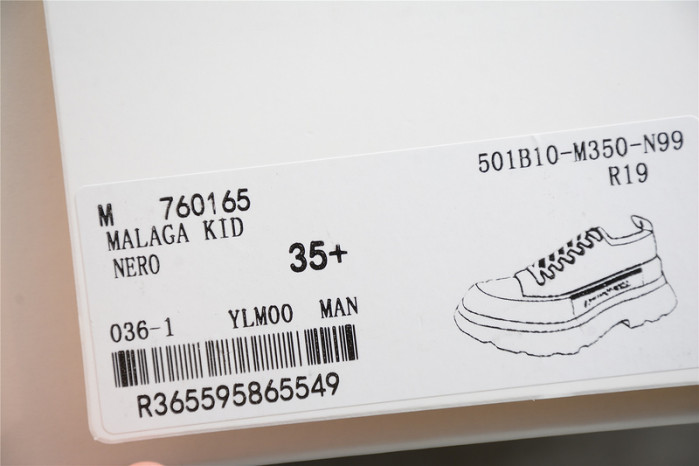 501B10-M350-N99
R19
M 760165
MALAGA KID
NERO
35+
036-1 YLM00 MAN
R365595865549